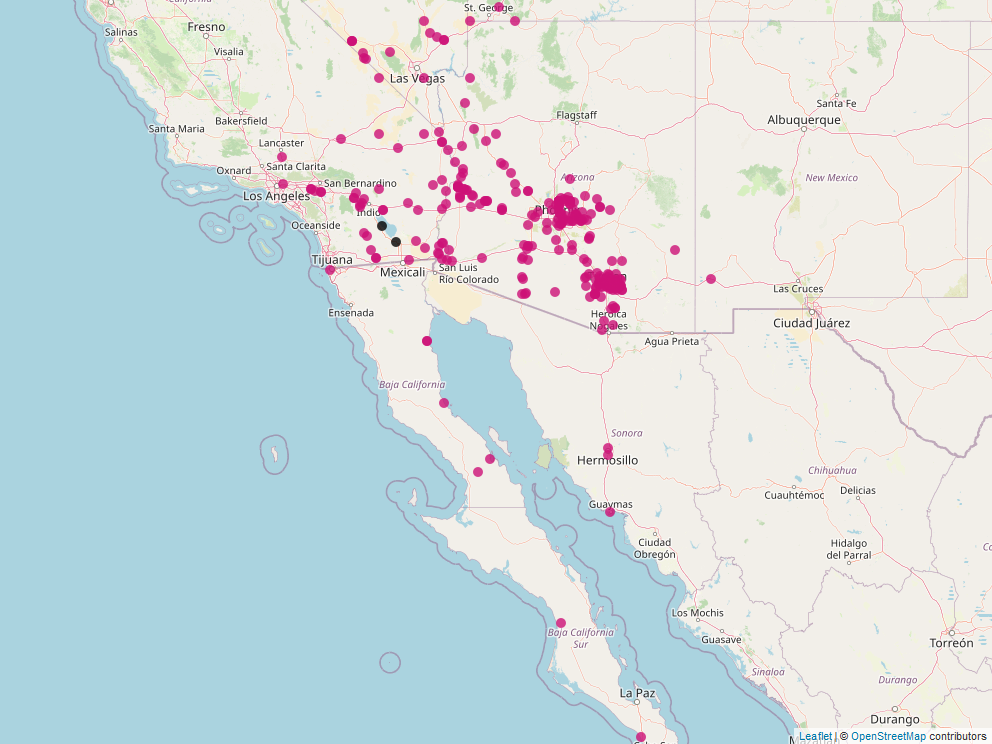 St. George
Fresno
Salinas
Visalia
Las Vegas
Santa Fe
Bakersfield
Flagstaff
Albuquerque
Santa Maria
Lancaster
Oxnard
Santa Clarita
Arizona
New Mexico
San Bernardino
Los Angeles
Indio
Oceanside
Tijuana
Mexicali
San Luis
Río Colorado
Las Cruces
Ensenada
Heroica
Nogales
Ciudad Juárez
Agua Prieta
Baja California
Sonora
Hermosillo
Chihuahua
Cuauhtémoc
Delicias
Guaymas
Ciudad
Obregón
Hidalgo
del Parral
Los Mochis
Baja California
Sur
Guasave
Torreón
Sinaloa
Durango
La Paz
Durango
Leaflet | © OpenStreetMap contributors